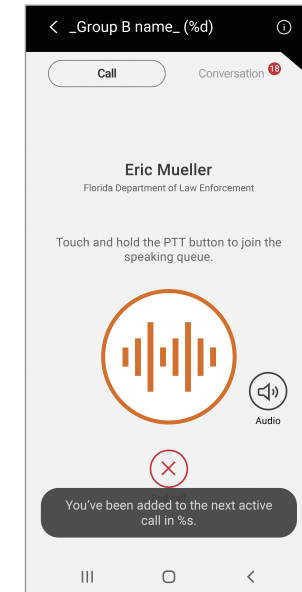 _Group B name_ (%d)
Call
Conversation 18
Eric Mueller
Florida Department of Law Enforcement
Touch and hold the PTT button to join the
speaking queue.
Audio
You've been added to the next active
call in %s.